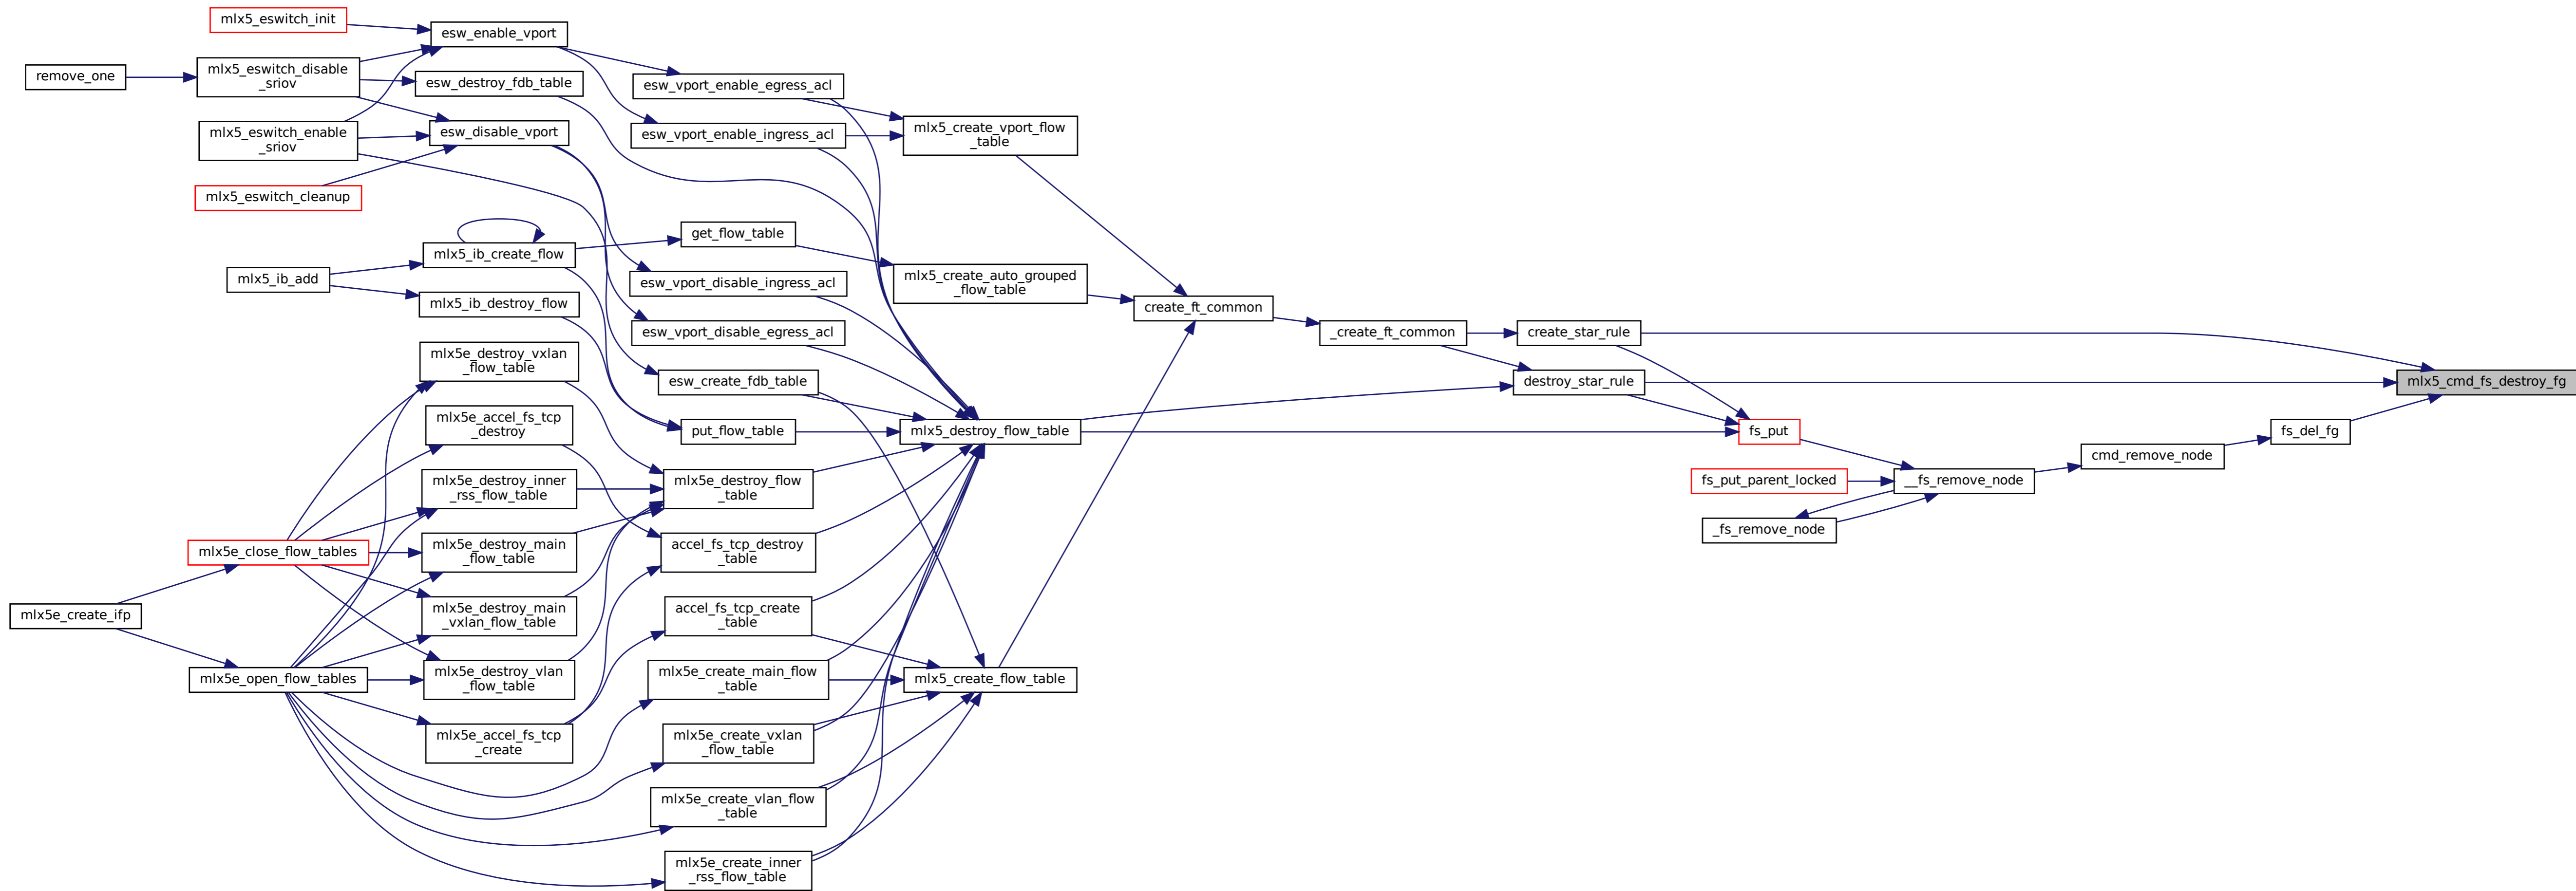 mlx5_eswitch_init
remove_one
mlx5_eswitch_disable
_sriov
mlx5_eswitch_enable
_sriov
mlx5_eswitch_cleanup
esw_enable_vport
esw_destroy_fdb_table
esw_disable_vport
esw_vport_enable_egress_acl
esw_vport_enable_ingress_acl
mlx5_create_vport_flow
_table
get_flow_table
mlx5_ib_create_flow
mlx5_ib_add
mlx5_ib_destroy_flow
esw_vport_disable_ingress_acl
esw_vport_disable_egress_acl
mlx5_create_auto_grouped
_flow_table
create_ft_common
_create_ft_common
create_star_rule
destroy_star_rule
mlx5_cmd_fs_destroy_fg
mlx5e_destroy_vxlan
_flow_table
esw_create_fdb_table
mlx5e_accel_fs_tcp
_destroy
put_flow_table
mlx5_destroy_flow_table
fs_put
fs_del_fg
cmd_remove_node
fs_put_parent_locked
__fs_remove_node
_fs_remove_node
mlx5e_destroy_inner
_rss_flow_table
mlx5e_destroy_flow
_table
mlx5e_close_flow_tables
mlx5e_destroy_main
_flow_table
accel_fs_tcp_destroy
_table
mlx5e_create_ifp
mlx5e_destroy_main
_vxlan_flow_table
accel_fs_tcp_create
_table
mlx5e_open_flow_tables
mlx5e_destroy_vlan
_flow_table
mlx5e_create_main_flow
_table
mlx5_create_flow_table
mlx5e_accel_fs_tcp
_create
mlx5e_create_vxlan
_flow_table
mlx5e_create_vlan_flow
_table
mlx5e_create_inner
_rss_flow_table